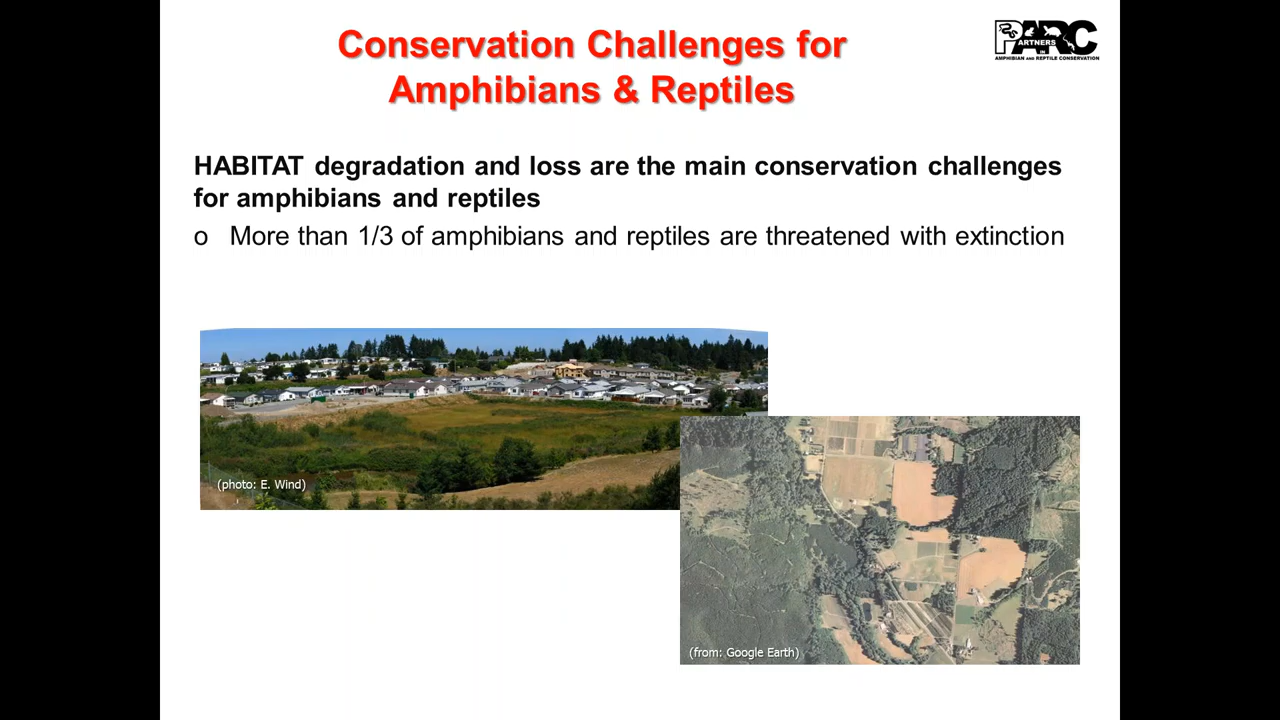 Conservation Challenges for
Amphibians & Reptiles
PARC
PARTNERS
IN
AMPHIBIAN AND REPTILE CONSERVATION
HABITAT degradation and loss are the main conservation challenges
for amphibians and reptiles
o More than 1/3 of amphibians and reptiles are threatened with extinction
(photo: E. Wind)
(from: Google Earth)